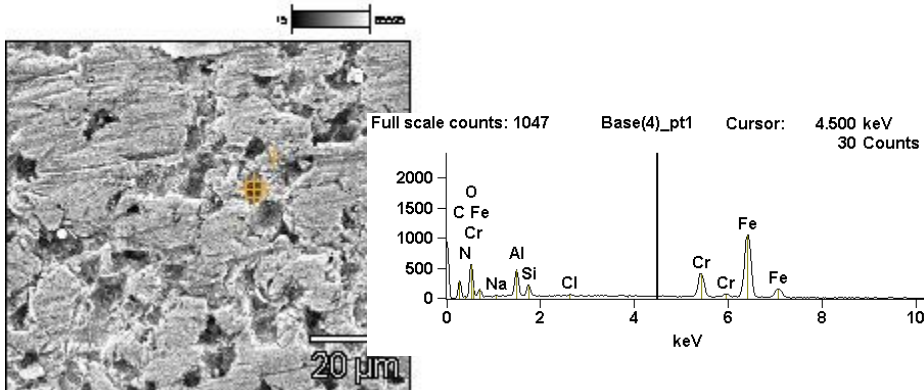 Full scale counts: 1047 Base(4)_pt1 Cursor: 4.500 keV
30 Counts
2000
1500
1000
500
0
O
C Fe
Cr
N
Na
Al
Si
Cl
Cr
Cr
Fe
Fe
0 2 4 6 8 10
keV
20 µm